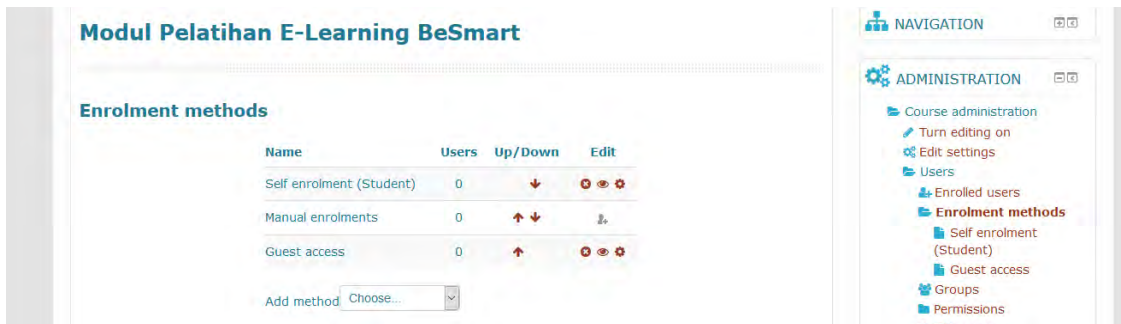 Modul Pelatihan E-Learning BeSmart
Enrolment methods
Name Users Up/Down Edit
Self enrolment (Student) 0
Manual enrolments 0
Guest access 0
Add method Choose...
NAVIGATION
ADMINISTRATION
Course administration
Turn editing on
Edit settings
Users
Enrolled users
Enrolment methods
Self enrolment
(Student)
Guest access
Groups
Permissions